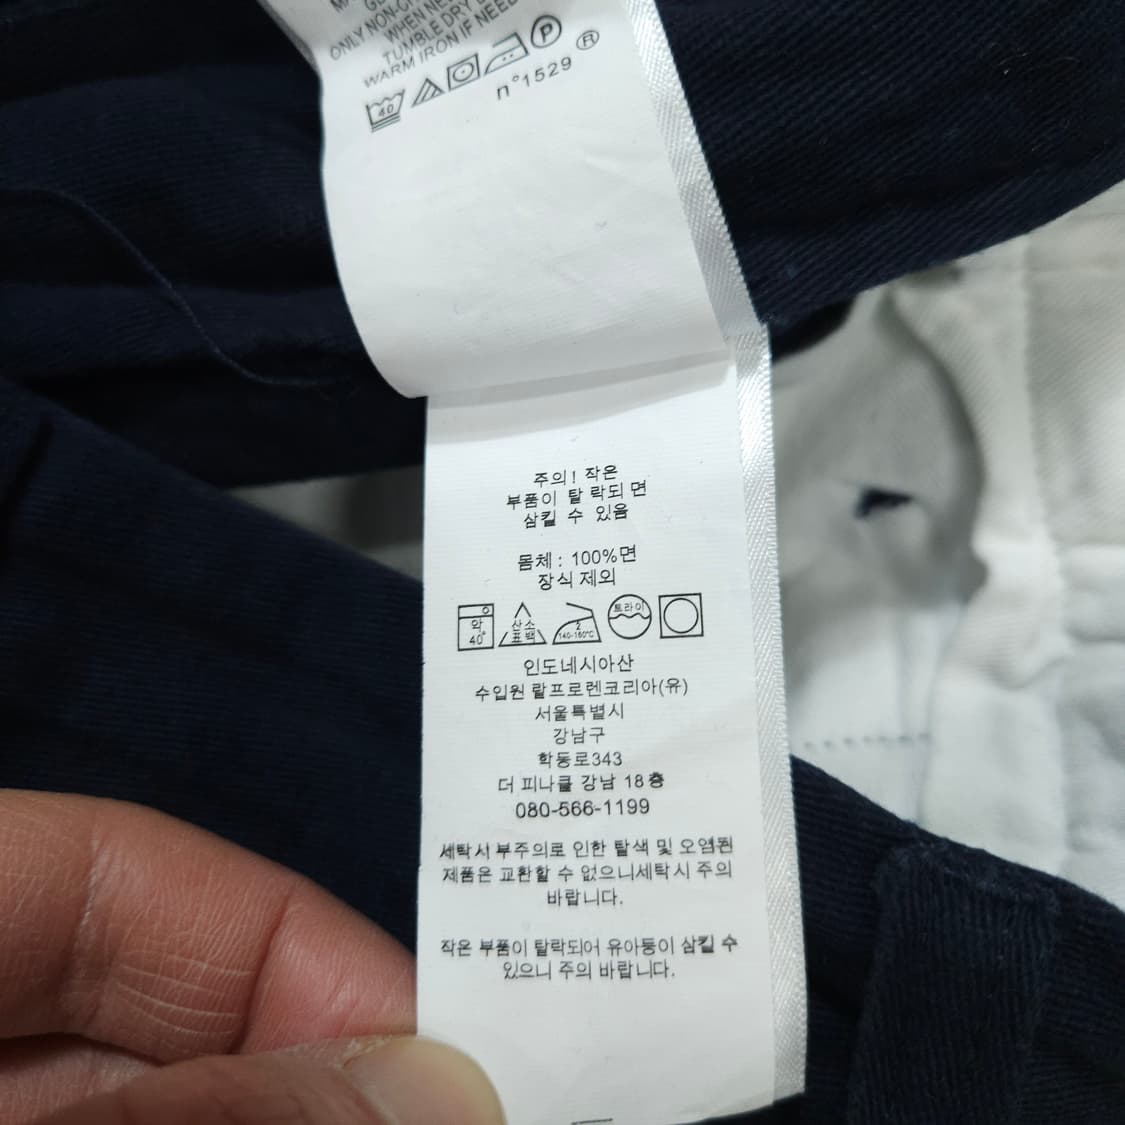 ONLY NON-
WHEN NE
TUMBLE DRY
WARM IRON IF NEED
40
P
®
n°1529
주의! 작은
부품이 탈 락되 면
삼킬 수 있음
몸체 : 100%면
장식 제외
약 40° 산소 표백 2 140-160°C 드라이
인도네시아산
수입원 랄프로렌코리아(유)
서울특별시
강남구
학동로343
더 피나클 강남 18층
080-566-1199
세탁시 부주의로 인한 탈색 및 오염된
제품은 교환할 수 없으니세탁시 주의
바랍니다.
작은 부품이 탈락되어 유아등이 삼킬 수
있으니 주의 바랍니다.